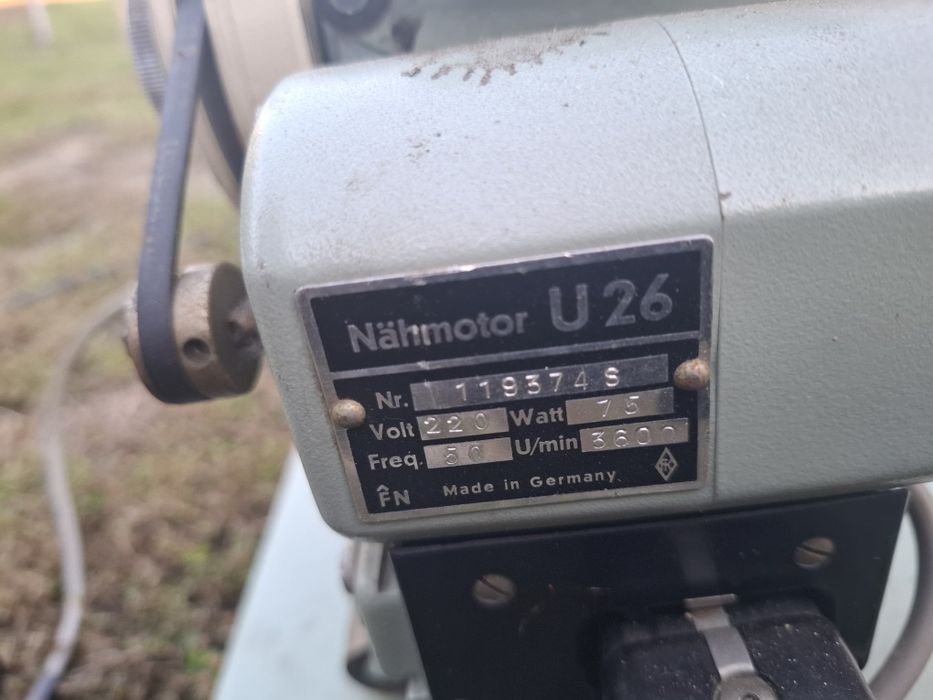 Nähmotor U 26
Nr. 119374 S
Volt 220 Watt 75
Freq. 50 U/min 3600
FN Made in Germany